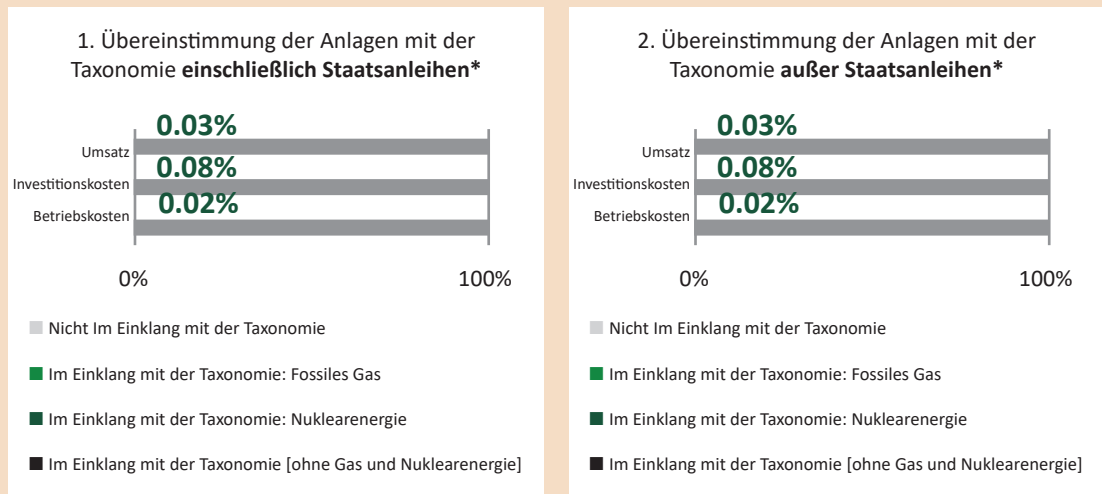 1. Übereinstimmung der Anlagen mit der
Taxonomie einschließlich Staatsanleihen*
0.03%
Umsatz
0.08%
Investitionskosten
0.02%
Betriebskosten
0%
100%
Nicht Im Einklang mit der Taxonomie
Im Einklang mit der Taxonomie: Fossiles Gas
Im Einklang mit der Taxonomie: Nuklearenergie
Im Einklang mit der Taxonomie [ohne Gas und Nuklearenergie]
2. Übereinstimmung der Anlagen mit der
Taxonomie außer Staatsanleihen*
0.03%
Umsatz
0.08%
Investitionskosten
0.02%
Betriebskosten
0%
100%
Nicht Im Einklang mit der Taxonomie
Im Einklang mit der Taxonomie: Fossiles Gas
Im Einklang mit der Taxonomie: Nuklearenergie
Im Einklang mit der Taxonomie [ohne Gas und Nuklearenergie]